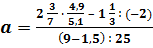 a = (2 3/7 · 4,9/5,1 − 1 1/3 : (−2)) / ((9−1,5) : 25)